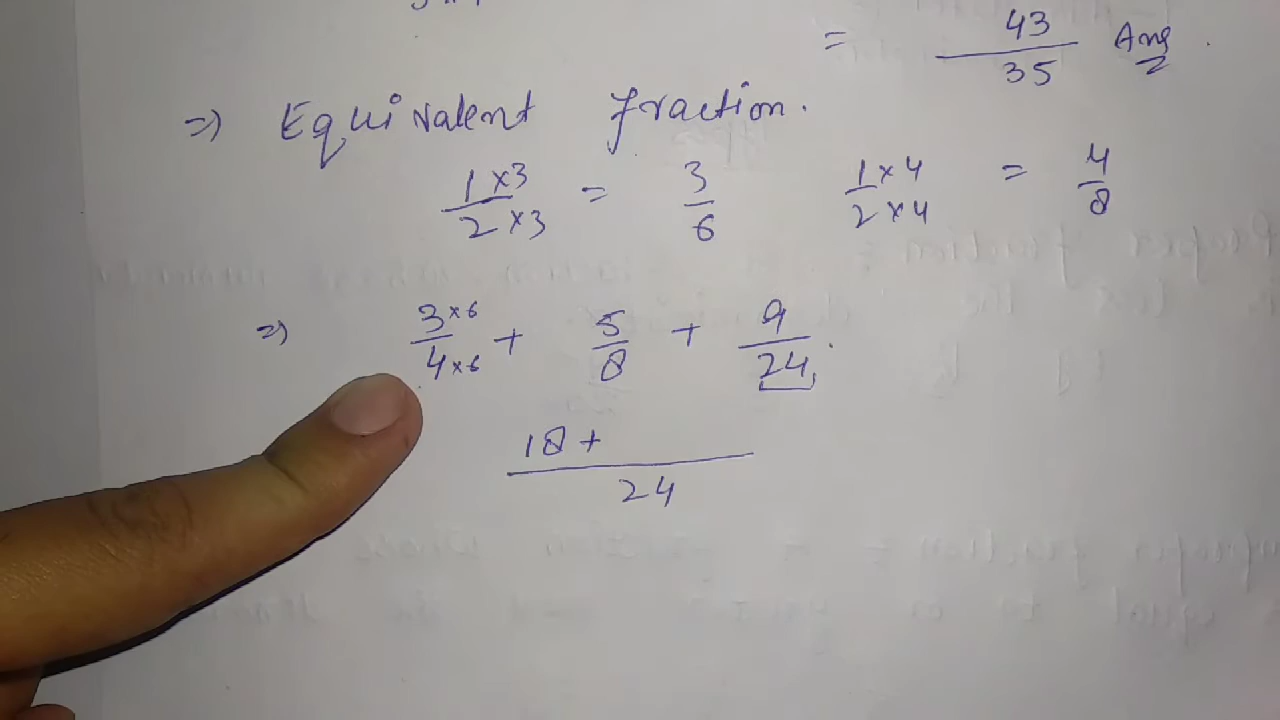 = 43/35 Ans
=> Equivalent fraction.
1×3/2×3 = 3/6 1×4/2×4 = 4/8
=> 3×6/4×6 + 5/8 + 9/24.
18+ /24